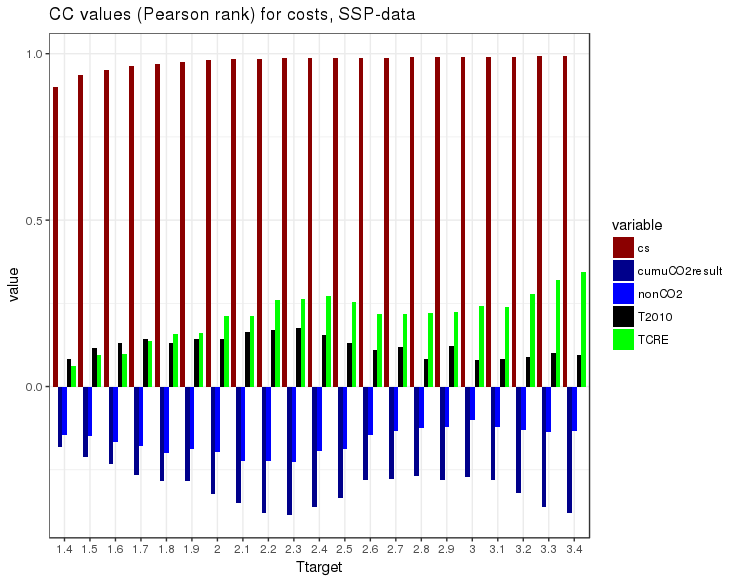 CC values (Pearson rank) for costs, SSP-data
1.0
0.5
0.0
value
1.4 1.5 1.6 1.7 1.8 1.9 2 2.1 2.2 2.3 2.4 2.5 2.6 2.7 2.8 2.9 3 3.1 3.2 3.3 3.4
Ttarget
variable
cs
cumuCO2result
nonCO2
T2010
TCRE